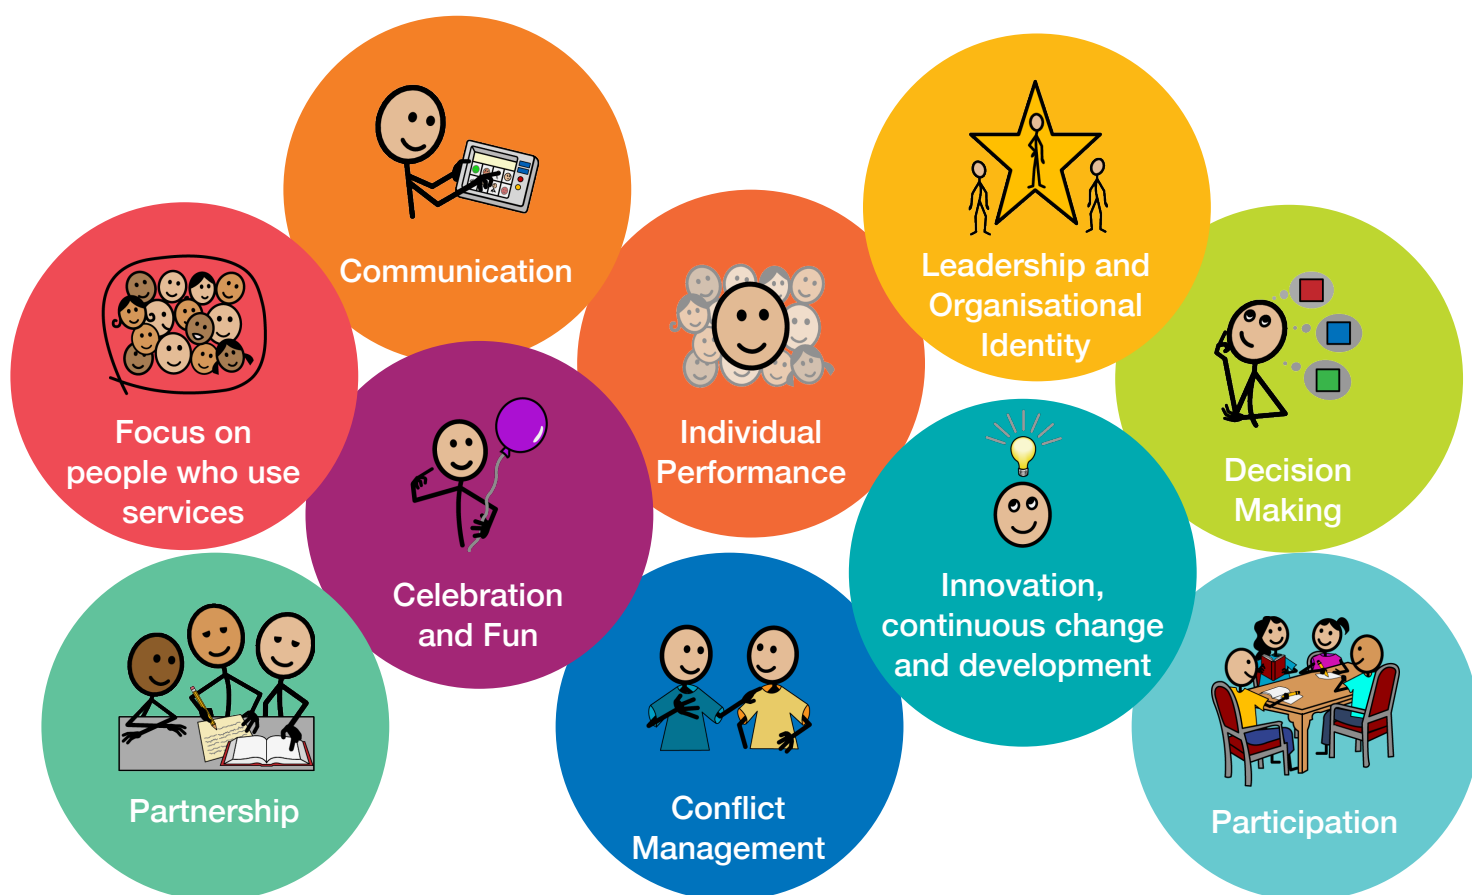 Communication
Leadership and
Organisational
Identity
Focus on
people who use
services
Individual
Performance
Decision
Making
Celebration
and Fun
Innovation,
continuous change
and development
Partnership
Conflict
Management
Participation